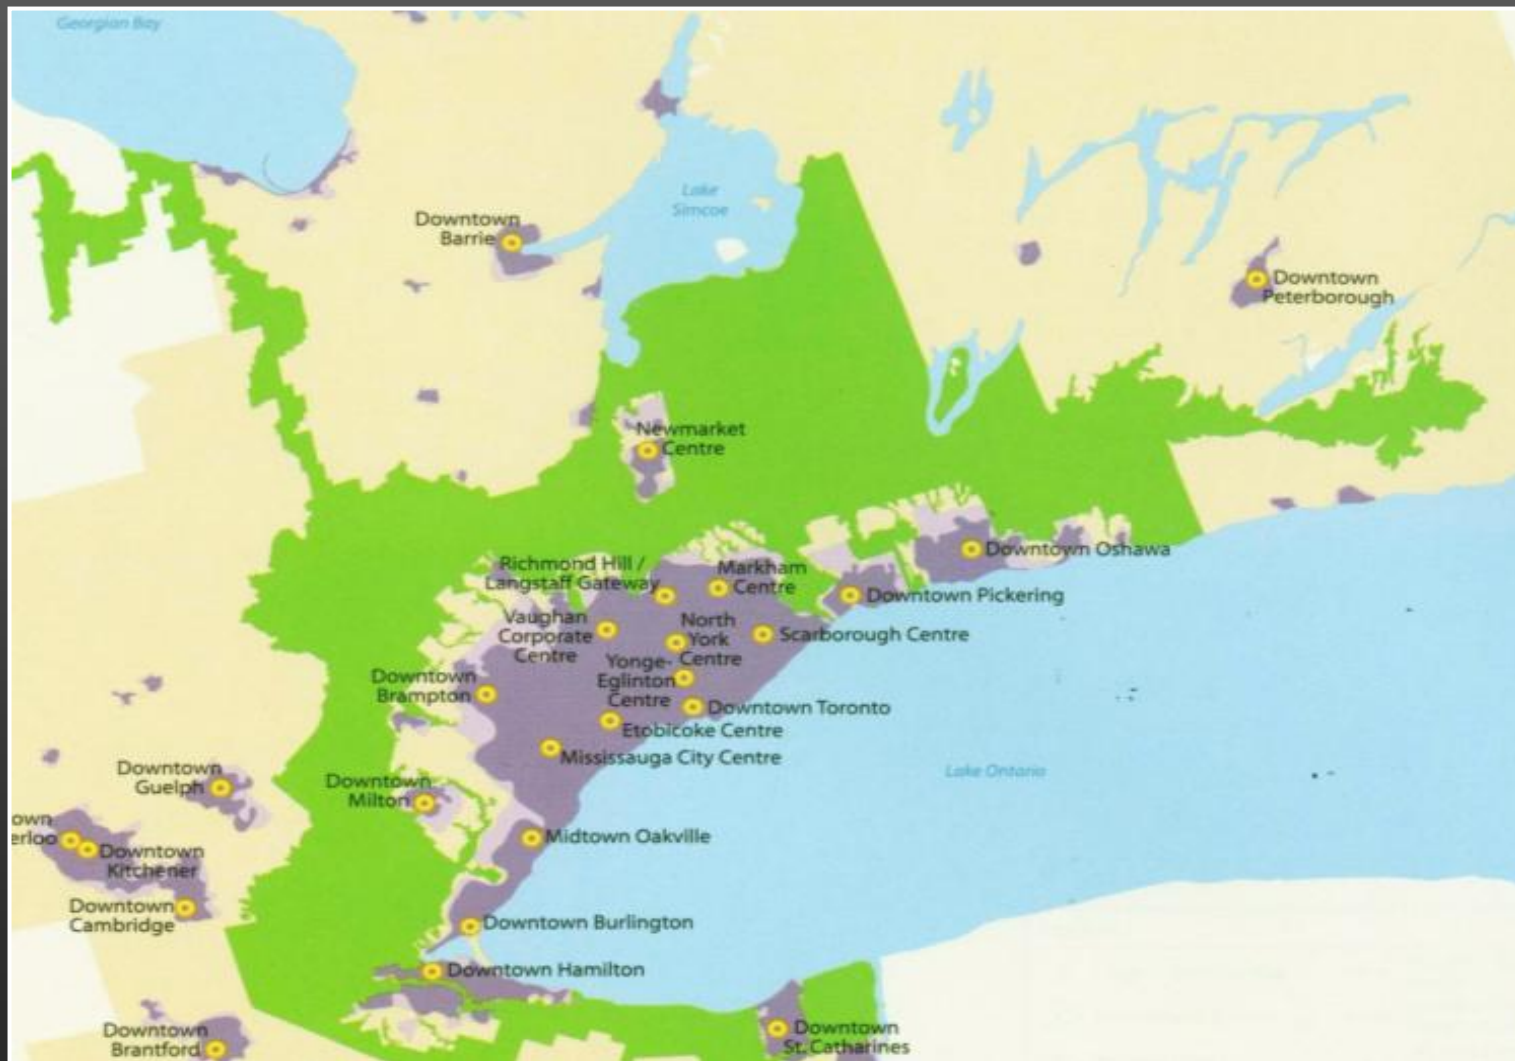 Georgian Bay
Lake
Simcoe
Downtown
Barrie
Downtown
Peterborough
Newmarket
Centre
Downtown Oshawa
Richmond Hill /
Langstaff Gateway
Markham
Centre
Downtown Pickering
Vaughan
Corporate
Centre
North
York
Centre
Scarborough Centre
Yonge-
Eglinton
Centre
Downtown
Brampton
Downtown Toronto
Etobicoke Centre
Mississauga City Centre
Lake Ontario
Downtown
Guelph
Downtown
Milton
own
erloo
Downtown
Kitchener
Midtown Oakville
Downtown
Cambridge
Downtown Burlington
Downtown Hamilton
Downtown
Brantford
Downtown
St. Catharines